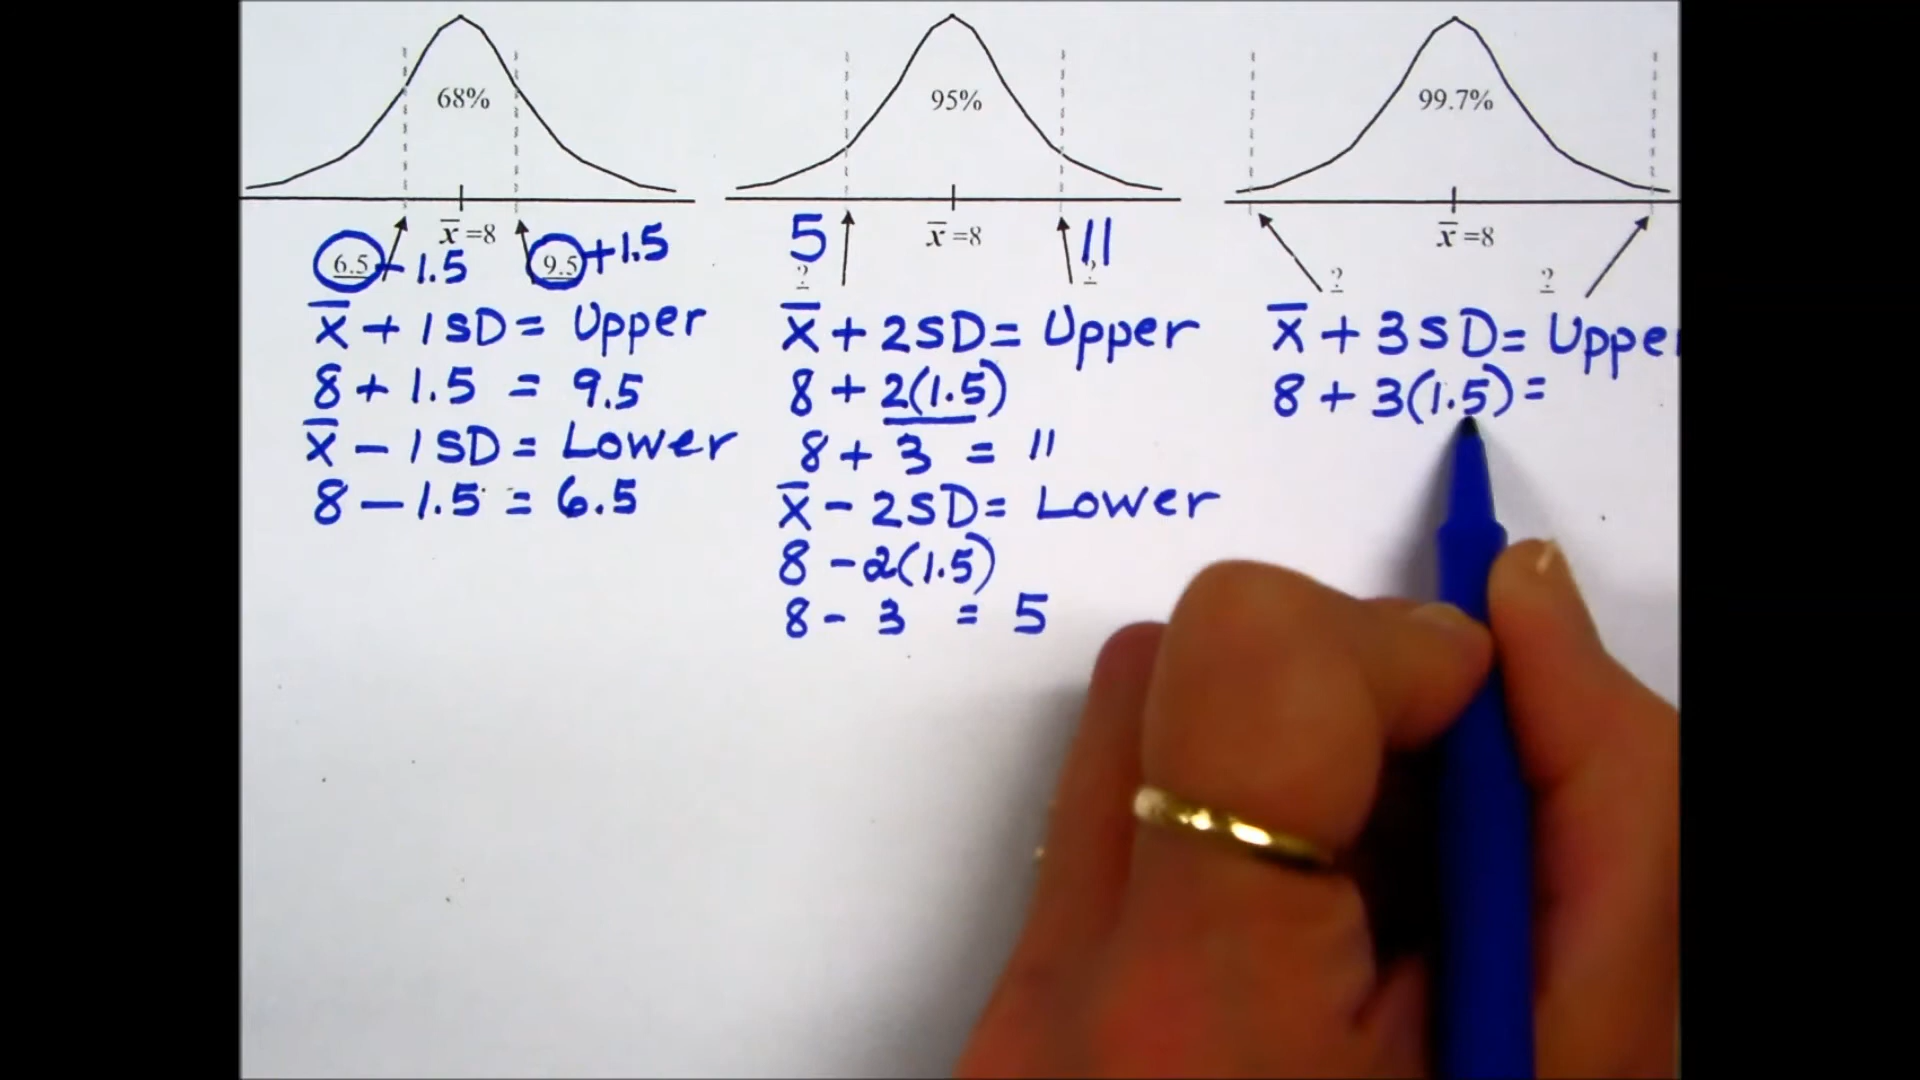 68%
x̄ =8
6.5 - 1.5
9.5 +1.5
x̄ + 1SD = Upper
8 + 1.5 = 9.5
x̄ - 1SD = Lower
8 - 1.5 = 6.5
95%
5
x̄ =8
11
?
?
x̄ + 2SD = Upper
8 + 2(1.5)
8 + 3 = 11
x̄ - 2SD = Lower
8 - 2(1.5)
8 - 3 = 5
99.7%
x̄ =8
?
?
x̄ + 3SD = Upper
8 + 3(1.5) =